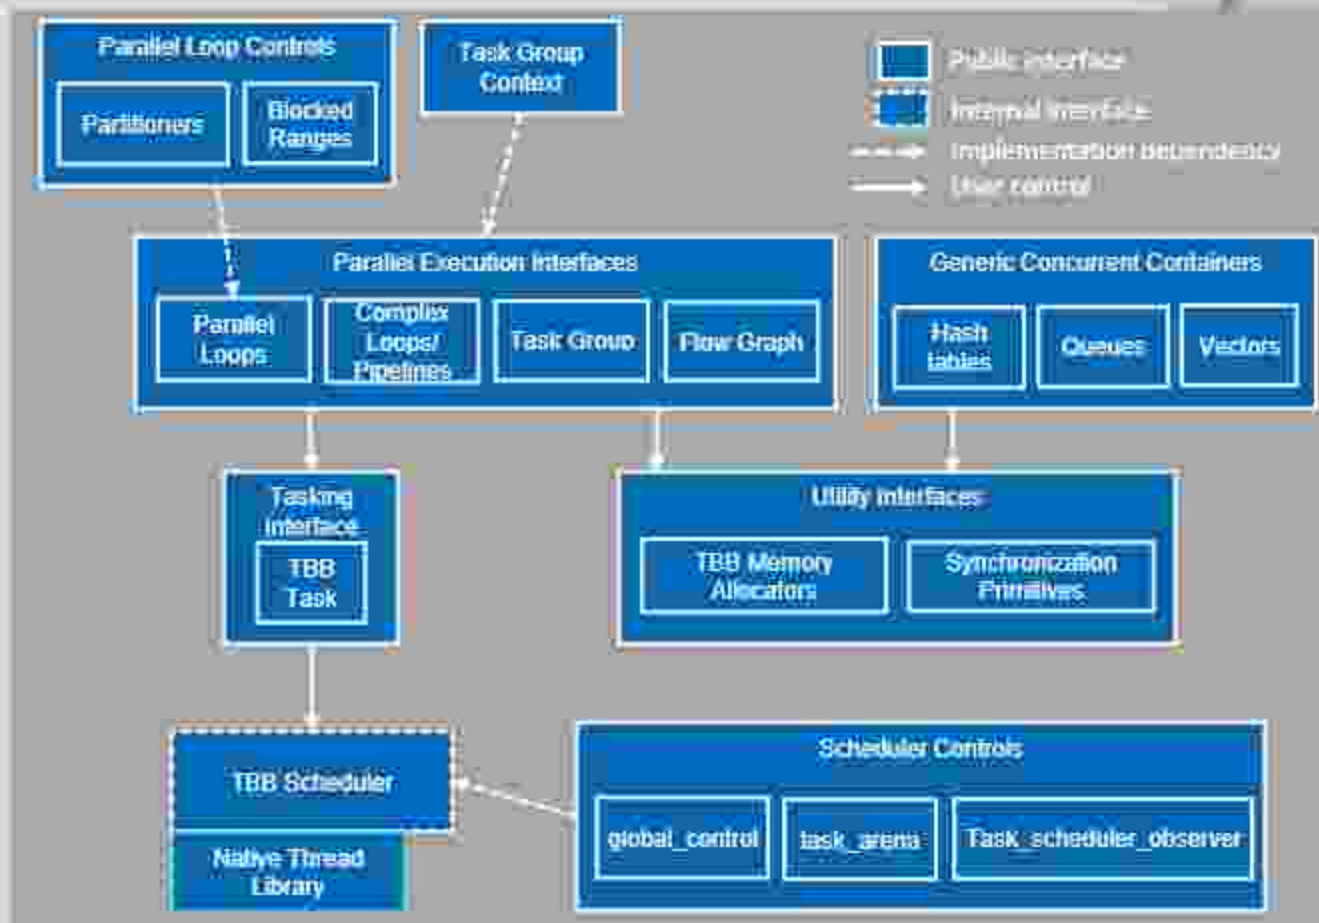 Parallel Loop Controls
Partitioners
Blocked
Ranges
Task Group
Context
Public interface
Internal interface
Implementation dependency
User control
Parallel Execution Interfaces
Parallel
Loops
Complex
Loops/
Pipelines
Task Group
Flow Graph
Generic Concurrent Containers
Hash
tables
Queues
Vectors
Tasking
interface
TBB
Task
Utility interfaces
TBB Memory
Allocators
Synchronization
Primitives
TBB Scheduler
Native Thread
Library
Scheduler Controls
global_control
task_arena
Task_scheduler_observer